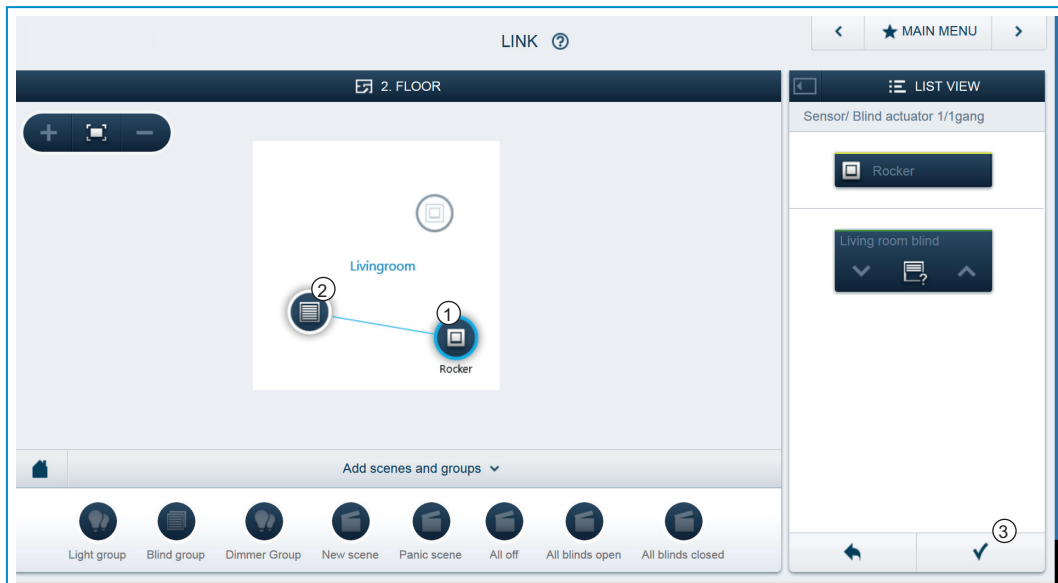 LINK ?
MAIN MENU
2. FLOOR
LIST VIEW
Sensor/ Blind actuator 1/1gang
Rocker
Living room blind
?
Livingroom
2
1
Rocker
Add scenes and groups
Light group
Blind group
Dimmer Group
New scene
Panic scene
All off
All blinds open
All blinds closed
3